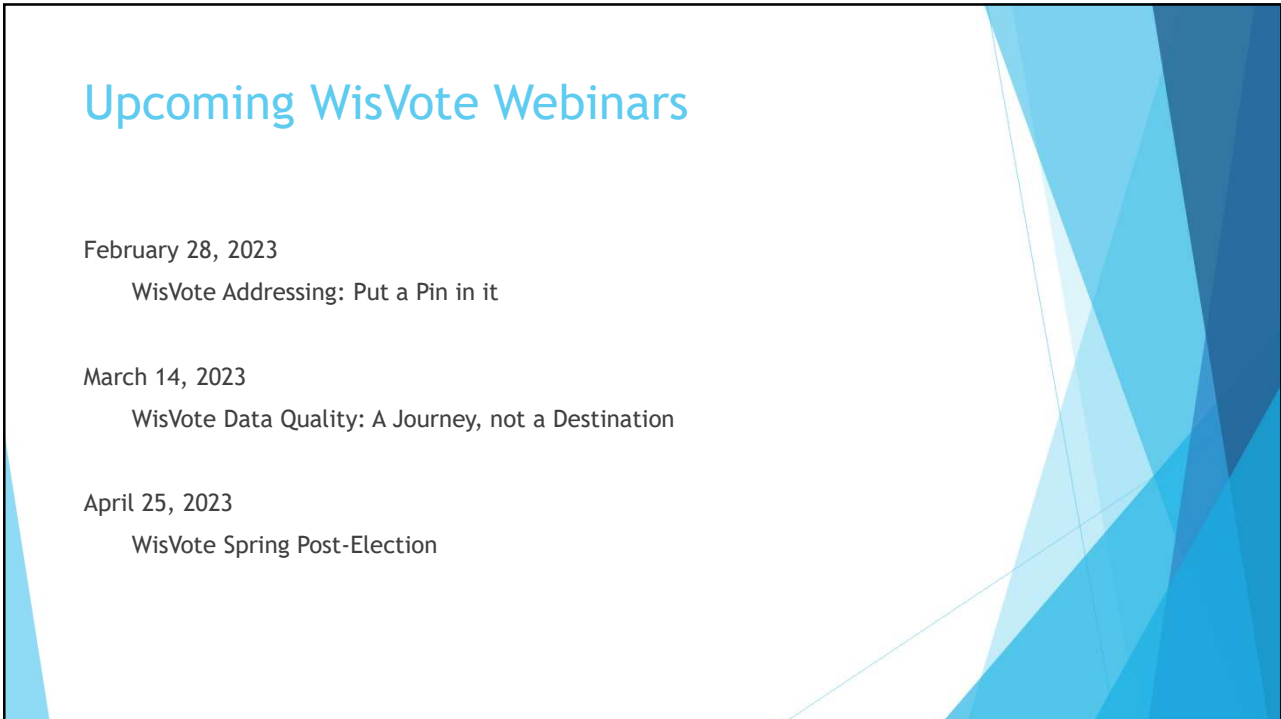 Upcoming WisVote Webinars
February 28, 2023
WisVote Addressing: Put a Pin in it
March 14, 2023
WisVote Data Quality: A Journey, not a Destination
April 25, 2023
WisVote Spring Post-Election